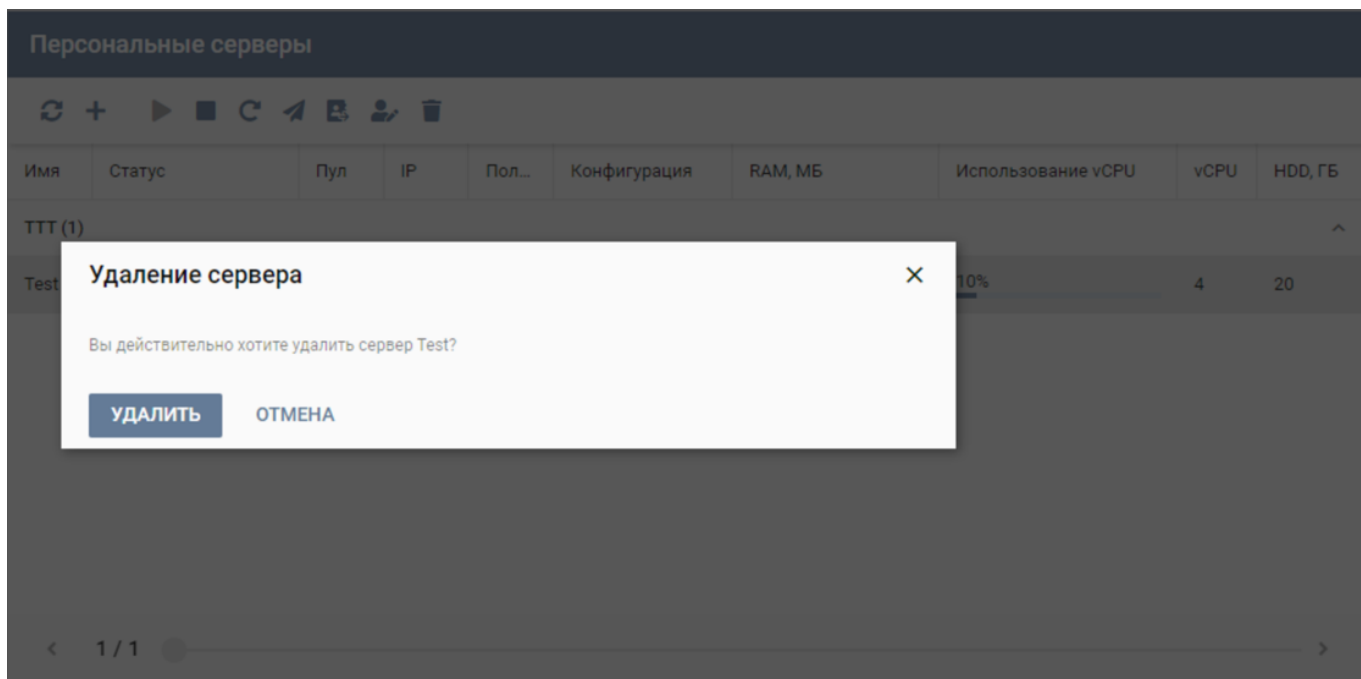 Персональные серверы
Имя Статус Пул IP Пол... Конфигурация RAM, МБ Использование vCPU vCPU HDD, ГБ
TTT (1)
Test 10% 4 20
Удаление сервера
Вы действительно хотите удалить сервер Test?
УДАЛИТЬ ОТМЕНА
1 / 1